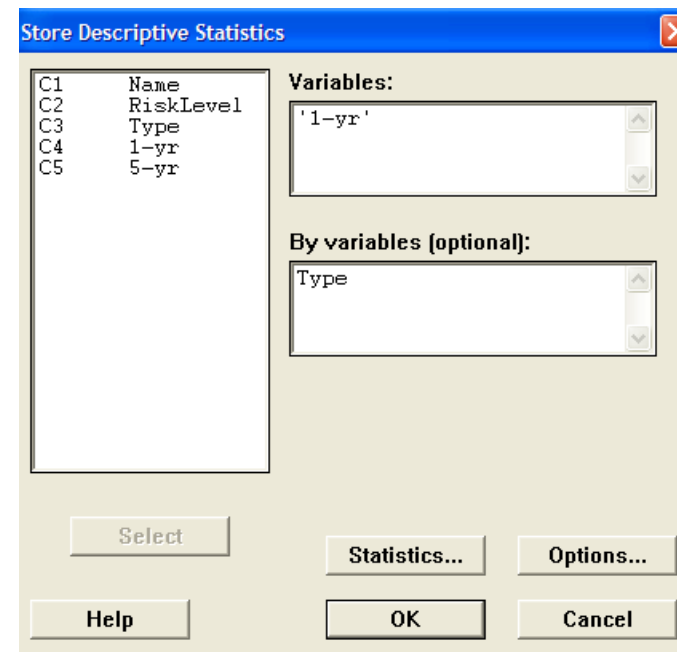 Store Descriptive Statistics
C1 Name
C2 RiskLevel
C3 Type
C4 1-yr
C5 5-yr
Variables:
'1-yr'
By variables (optional):
Type
Select
Statistics...
Options...
Help
OK
Cancel